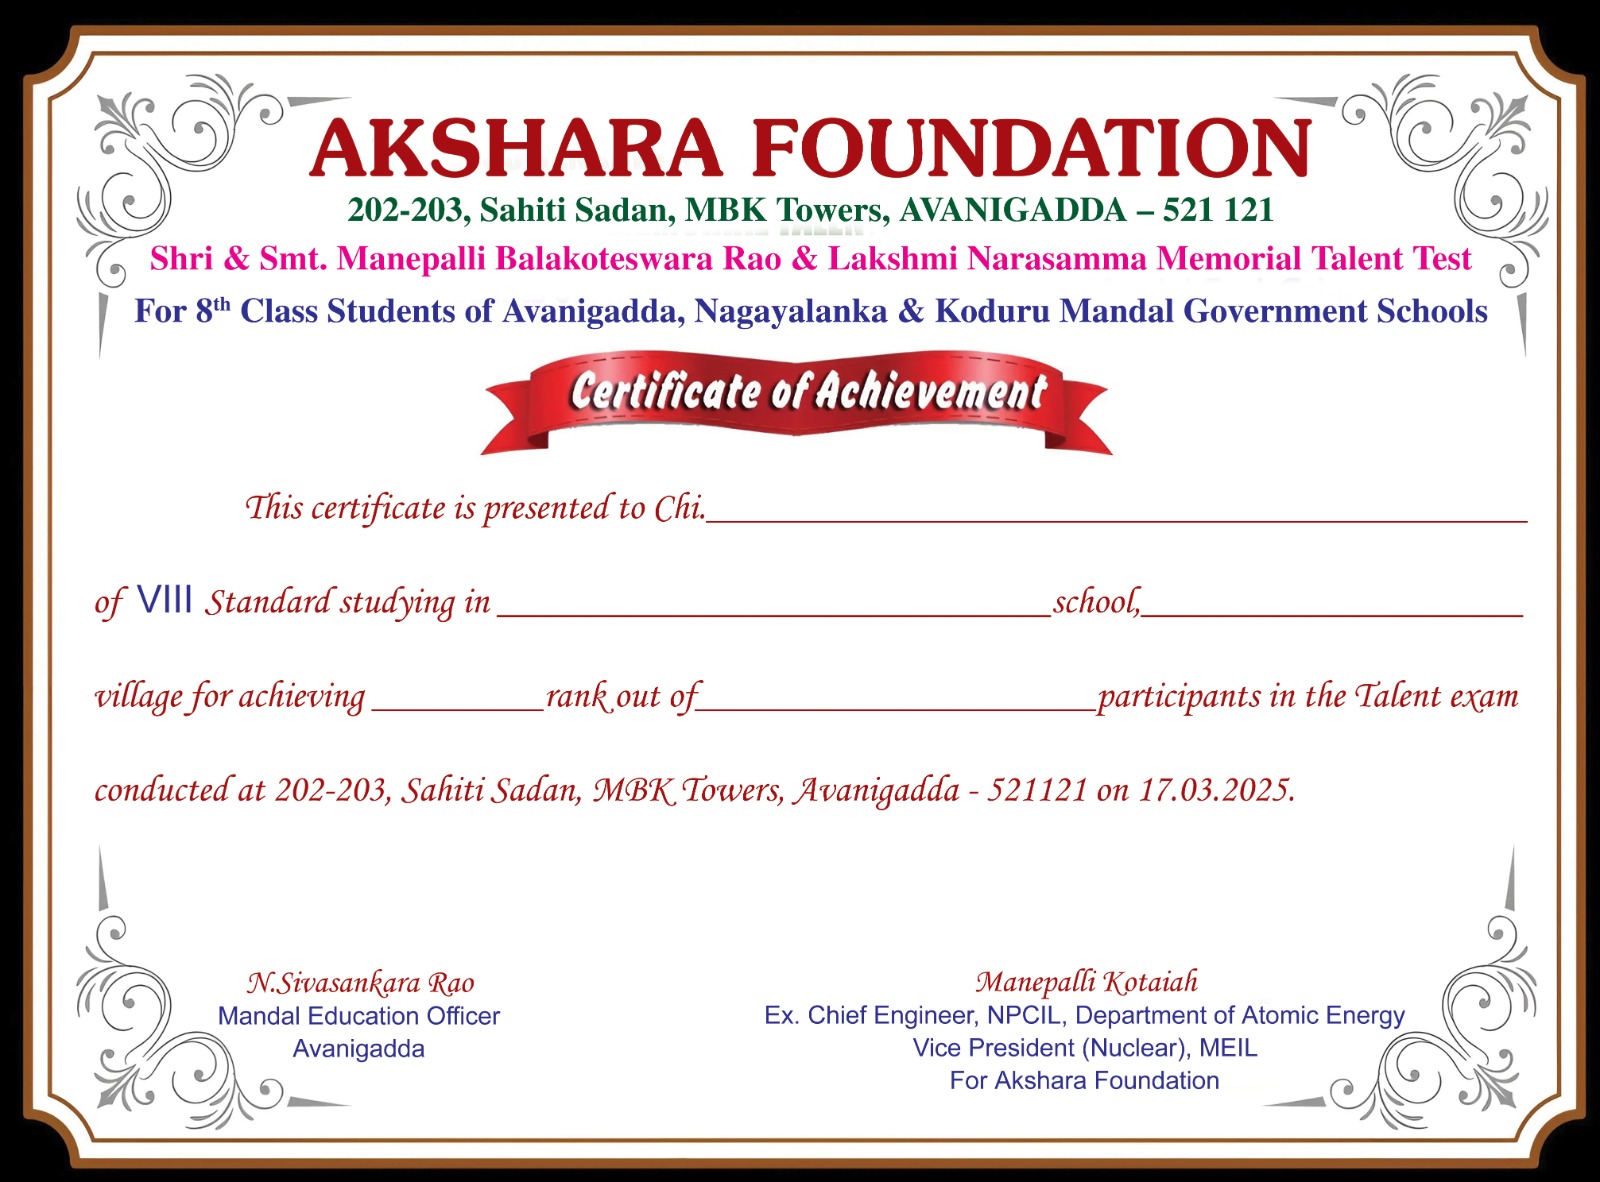 AKSHARA FOUNDATION
202-203, Sahiti Sadan, MBK Towers, AVANIGADDA – 521 121
Shri & Smt. Manepalli Balakoteswara Rao & Lakshmi Narasamma Memorial Talent Test
For 8th Class Students of Avanigadda, Nagayalanka & Koduru Mandal Government Schools
Certificate of Achievement
This certificate is presented to Chi.
of VIII Standard studying in school,
village for achieving rank out of participants in the Talent exam
conducted at 202-203, Sahiti Sadan, MBK Towers, Avanigadda - 521121 on 17.03.2025.
N.Sivasankara Rao
Mandal Education Officer
Avanigadda
Manepalli Kotaiah
Ex. Chief Engineer, NPCIL, Department of Atomic Energy
Vice President (Nuclear), MEIL
For Akshara Foundation